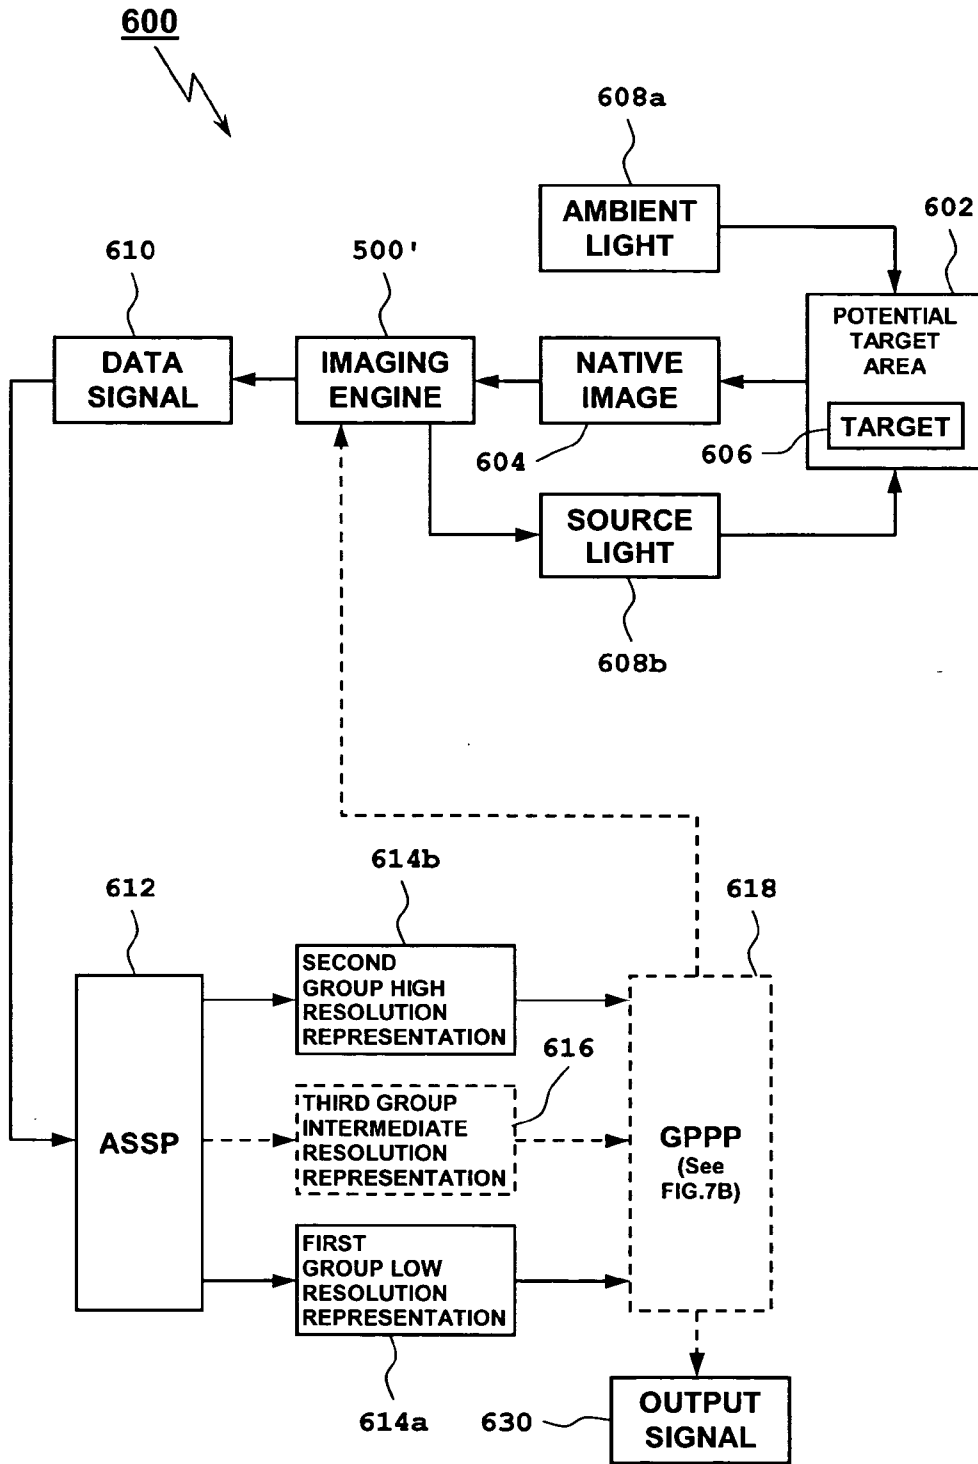 600
608a
AMBIENT
LIGHT
602
610
500'
POTENTIAL
TARGET
AREA
DATA
SIGNAL
IMAGING
ENGINE
NATIVE
IMAGE
TARGET
606
604
SOURCE
LIGHT
608b
614b
612
618
SECOND
GROUP HIGH
RESOLUTION
REPRESENTATION
616
THIRD GROUP
INTERMEDIATE
RESOLUTION
REPRESENTATION
ASSP
GPPP
(See
FIG.7B)
FIRST
GROUP LOW
RESOLUTION
REPRESENTATION
614a
630
OUTPUT
SIGNAL